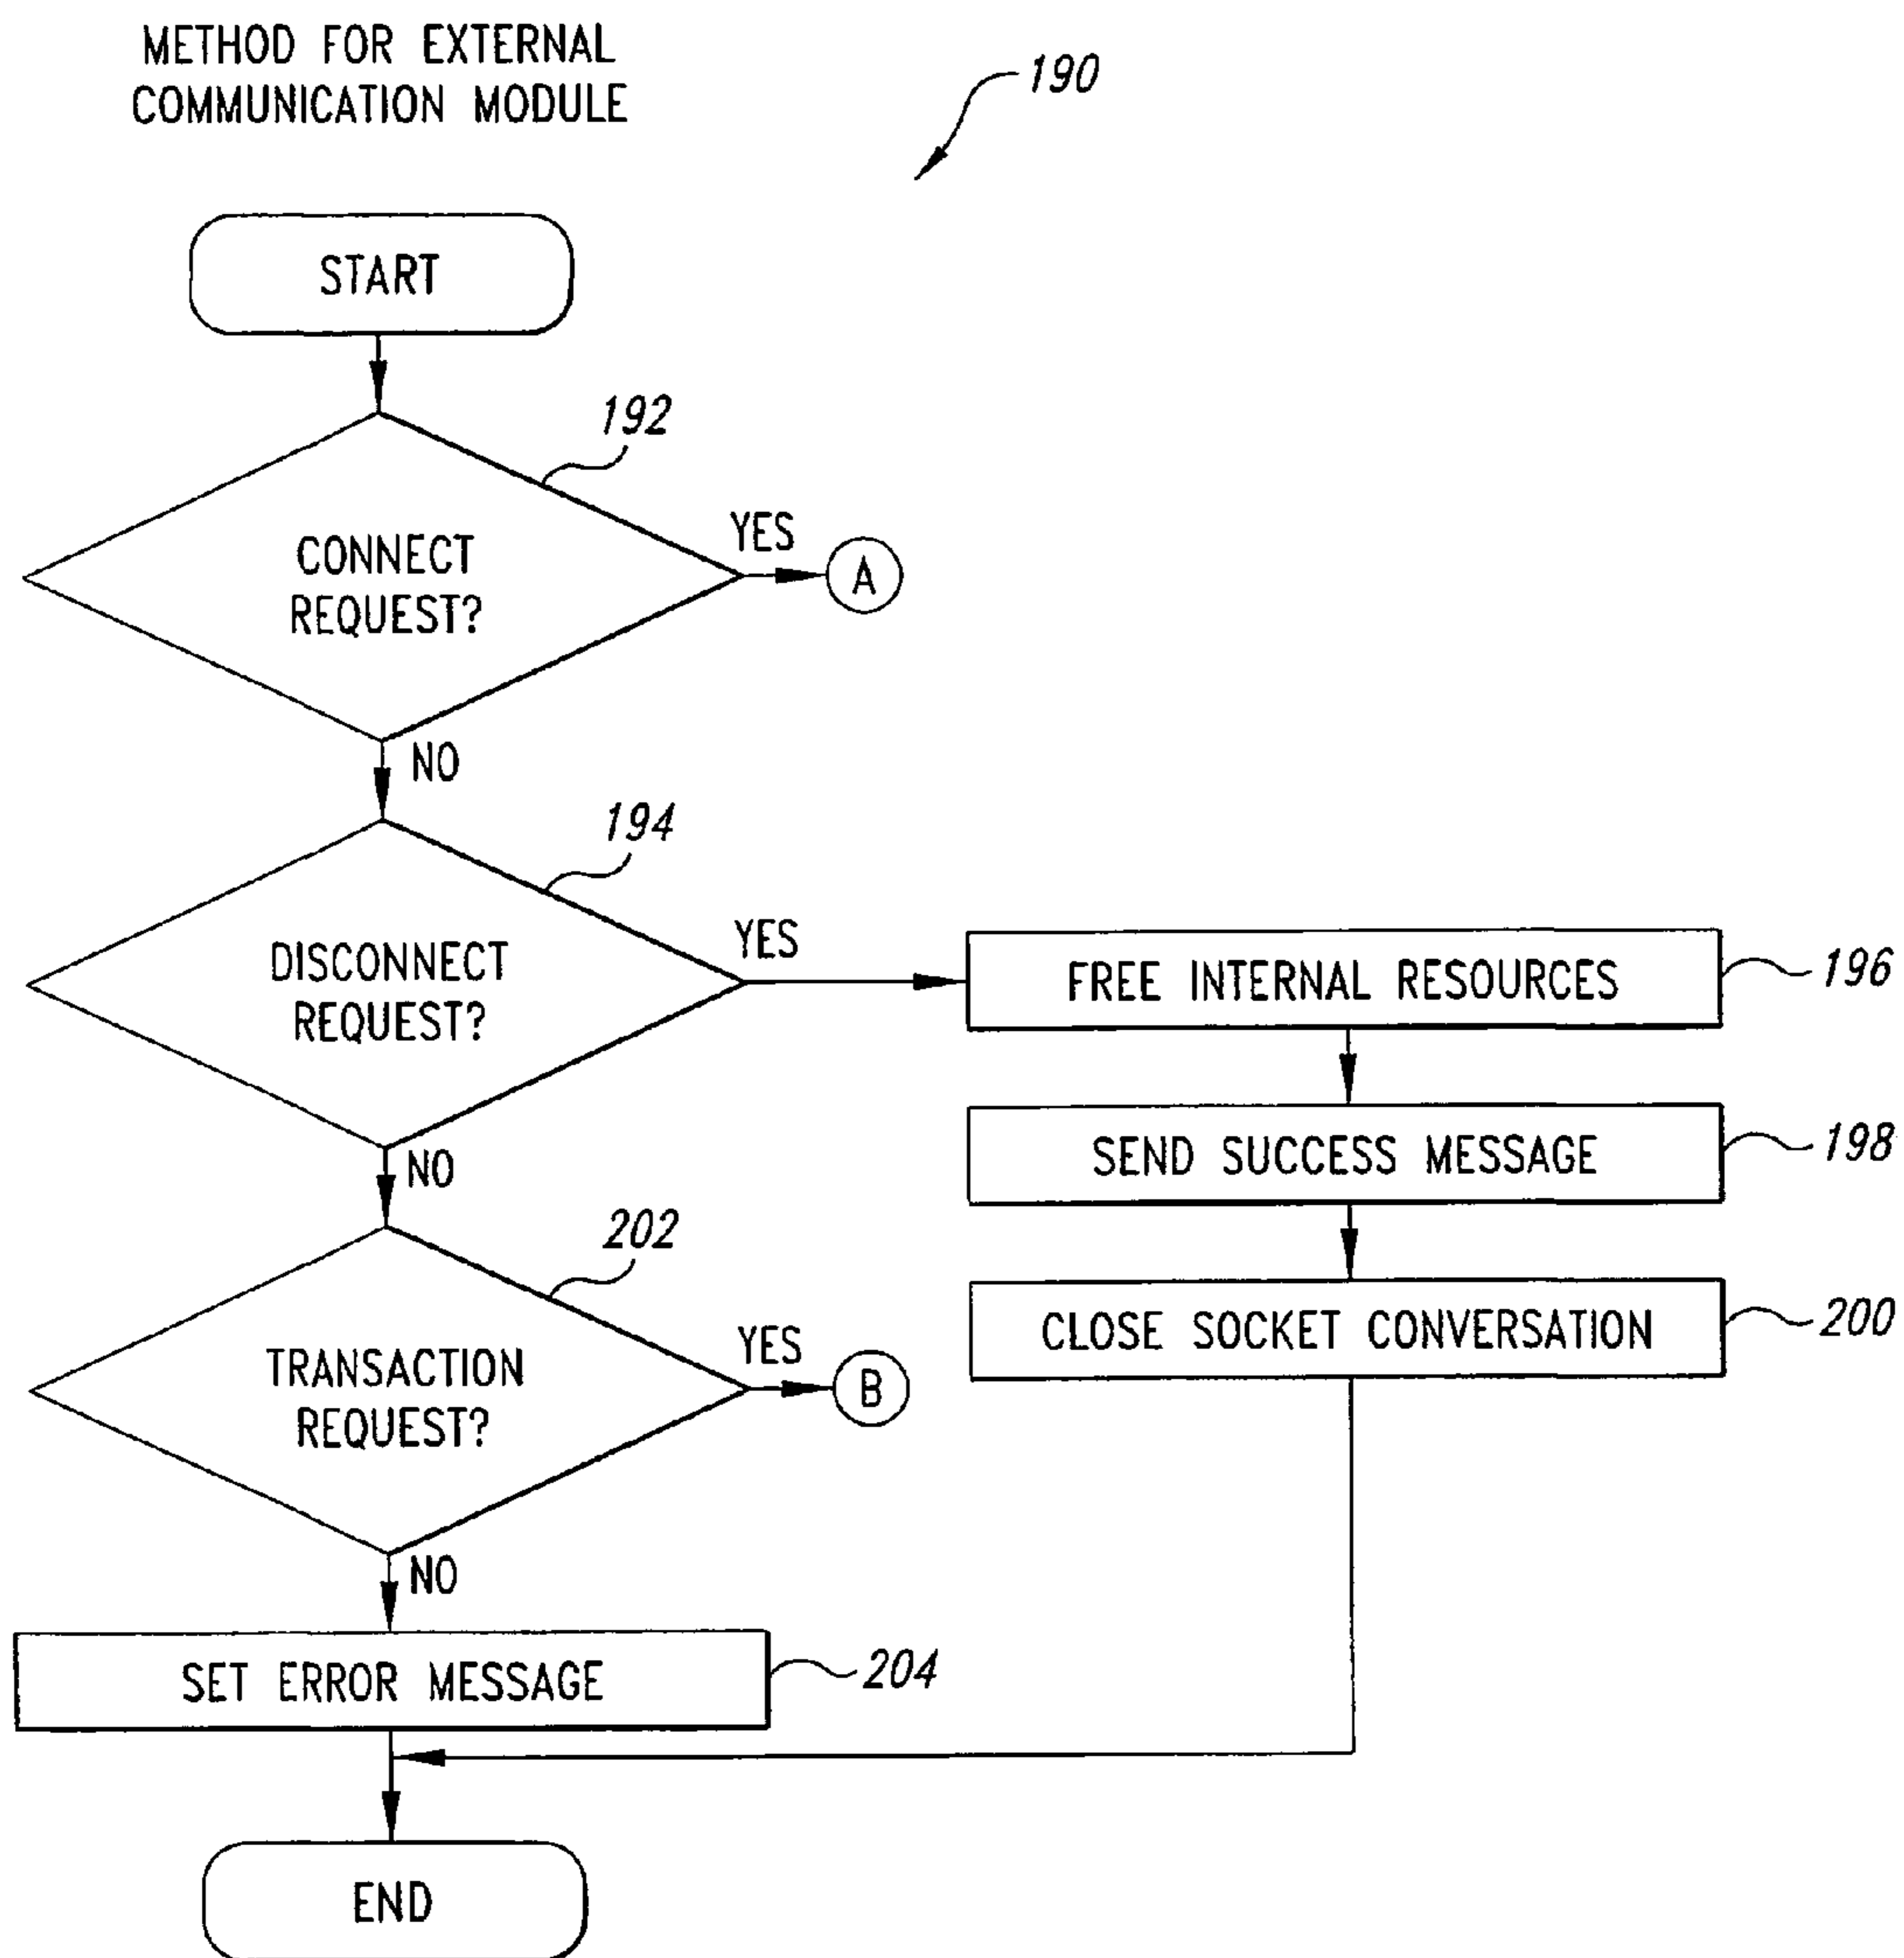 METHOD FOR EXTERNAL
COMMUNICATION MODULE
190
START
192
CONNECT
REQUEST?
YES
A
NO
194
DISCONNECT
REQUEST?
YES
FREE INTERNAL RESOURCES
196
SEND SUCCESS MESSAGE
198
NO
202
CLOSE SOCKET CONVERSATION
200
TRANSACTION
REQUEST?
YES
B
NO
SET ERROR MESSAGE
204
END